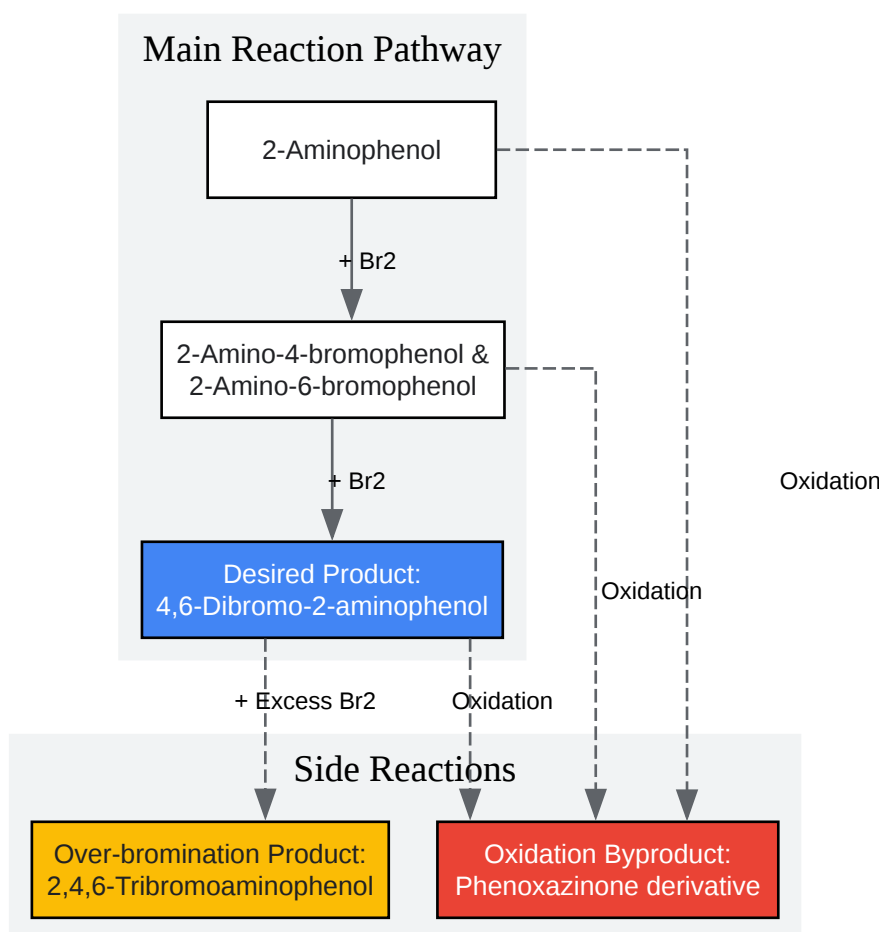 Main Reaction Pathway
2-Aminophenol
+ Br2
2-Amino-4-bromophenol &
2-Amino-6-bromophenol
+ Br2
Oxidation
Desired Product:
4,6-Dibromo-2-aminophenol
Oxidation
+ Excess Br2
Oxidation
Side Reactions
Over-bromination Product:
2,4,6-Tribromoaminophenol
Oxidation Byproduct:
Phenoxazinone derivative